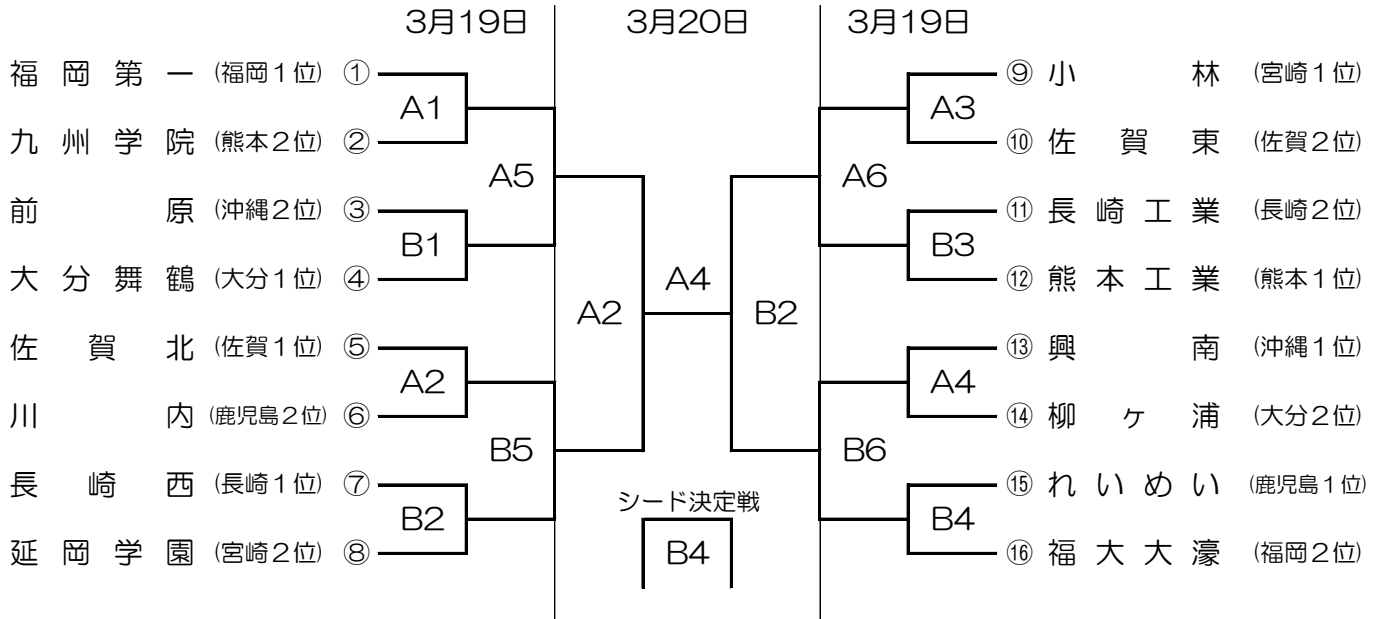 3月19日 3月20日 3月19日
福岡第一 (福岡1位) ①
九州学院 (熊本2位) ②
前原 (沖縄2位) ③
大分舞鶴 (大分1位) ④
佐賀北 (佐賀1位) ⑤
川内 (鹿児島2位) ⑥
長崎西 (長崎1位) ⑦
延岡学園 (宮崎2位) ⑧
A1
B1
A2
B2
A5
B5
A2
A4
シード決定戦
B4
B2
A6
B6
A3
B3
A4
B4
⑨ 小林 (宮崎1位)
⑩ 佐賀東 (佐賀2位)
⑪ 長崎工業 (長崎2位)
⑫ 熊本工業 (熊本1位)
⑬ 興南 (沖縄1位)
⑭ 柳ヶ浦 (大分2位)
⑮ れいめい (鹿児島1位)
⑯ 福大大濠 (福岡2位)